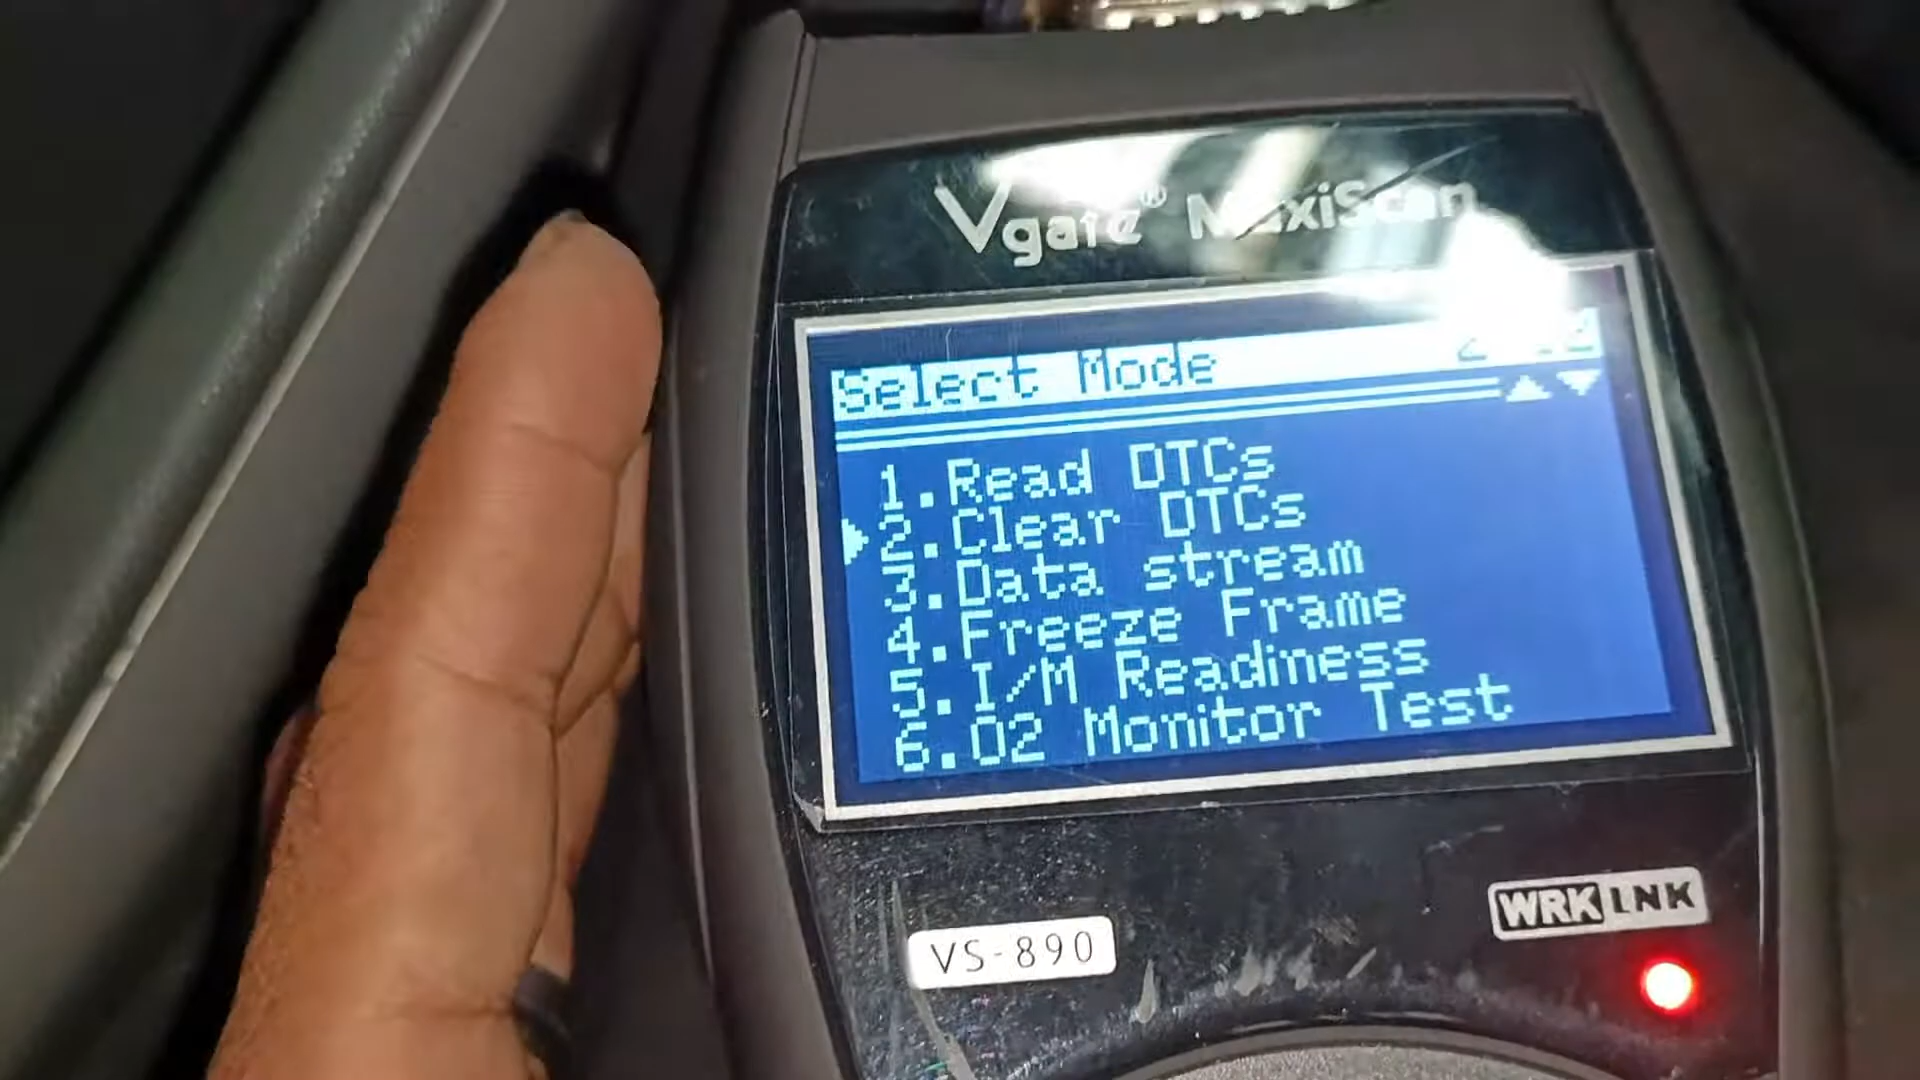 Vgate® MaxiScan
Select Mode
1.Read DTCs
2.Clear DTCs
3.Data stream
4.Freeze Frame
5.I/M Readiness
6.O2 Monitor Test
WRK LNK
VS-890